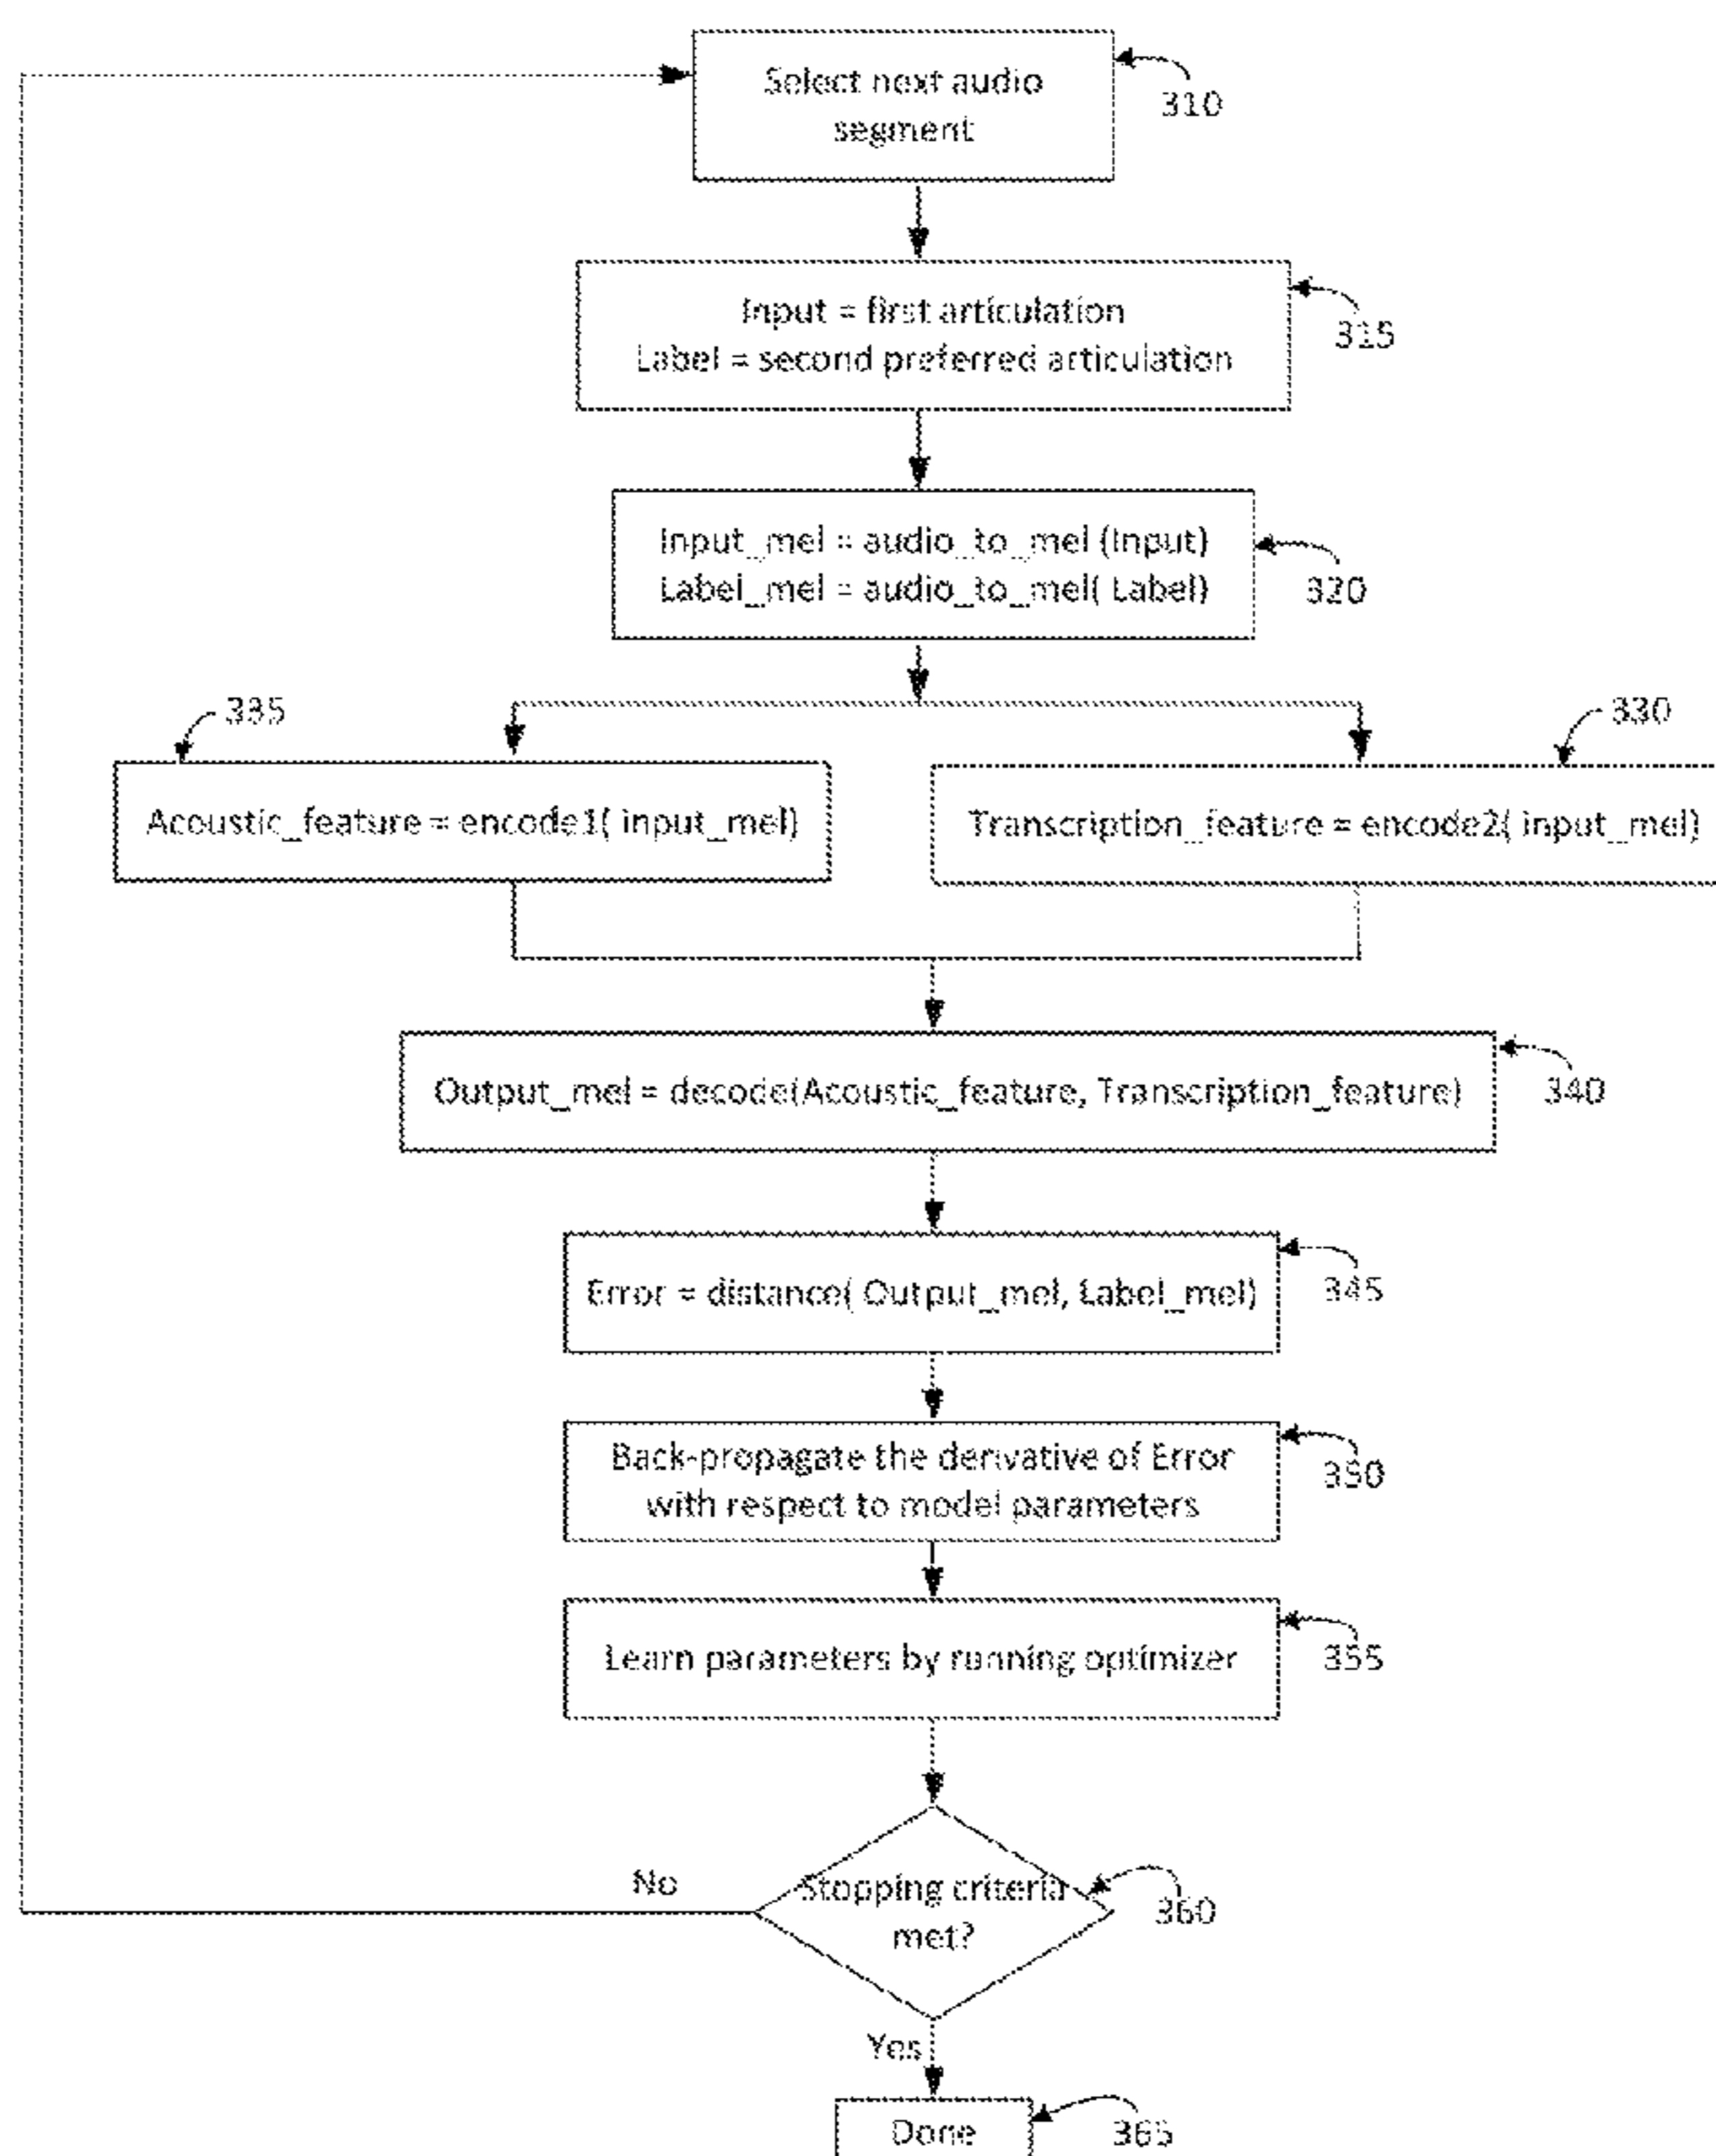 Select next audio
segment
310
Input = first articulation
Label = second preferred articulation
315
Input_mel = audio_to_mel (Input)
Label_mel = audio_to_mel( Label)
320
335
330
Acoustic_feature = encode1( input_mel)
Transcription_feature = encode2( input_mel)
Output_mel = decode(Acoustic_feature, Transcription_feature)
340
Error = distance( Output_mel, Label_mel)
345
Back-propagate the derivative of Error
with respect to model parameters
350
Learn parameters by running optimizer
355
No
Stopping criteria
met?
360
Yes
Done
365